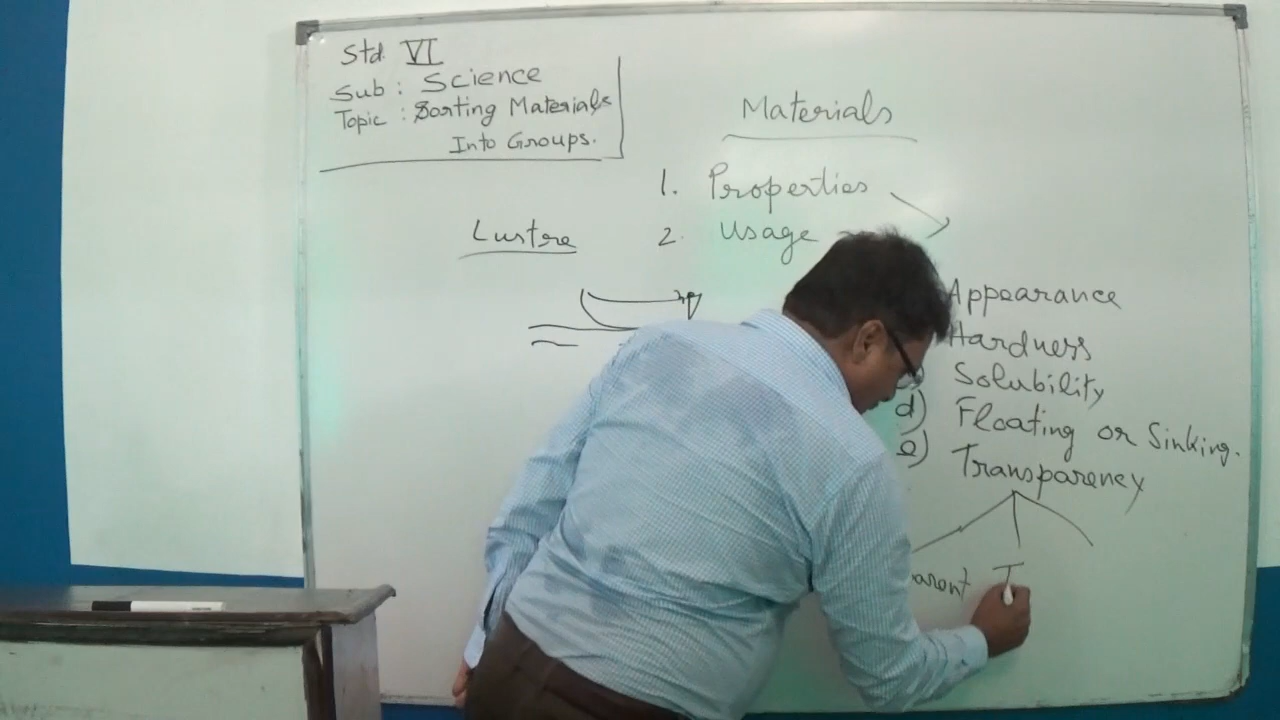 Std. VI
Sub : Science
Topic : Sorting Materials
Into Groups.
Materials
1. Properties
2. Usage
Lustre
Appearance
Hardness
Solubility
d) Floating or Sinking.
e) Transparency
arent T